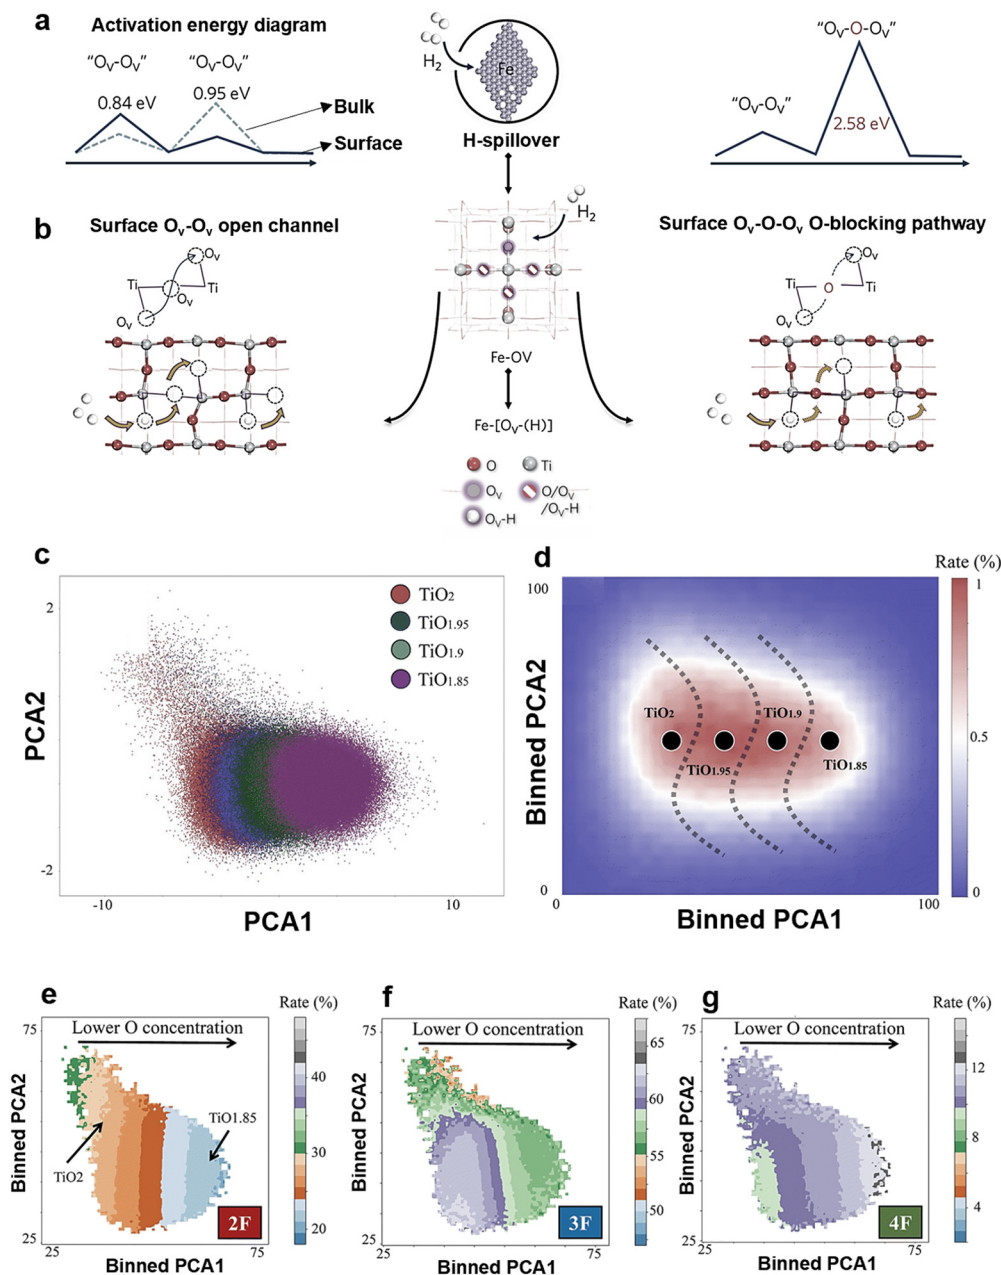 a
Activation energy diagram
"Oᵥ-Oᵥ"
"Oᵥ-Oᵥ"
0.84 eV
0.95 eV
Bulk
Surface
H₂
Fe
H-spillover
"Oᵥ-O-Oᵥ"
"Oᵥ-Oᵥ"
2.58 eV
b
Surface Oᵥ-Oᵥ open channel
Oᵥ
Ti
Ti
Oᵥ
Oᵥ
H₂
Fe-OV
Fe-[Oᵥ-(H)]
O
Ti
Oᵥ
O/Oᵥ
/Oᵥ-H
Oᵥ-H
Surface Oᵥ-O-Oᵥ O-blocking pathway
Oᵥ
Ti
O
Ti
Oᵥ
c
2
TiO₂
TiO₁.₉₅
TiO₁.₉
TiO₁.₈₅
PCA2
-2
-10
10
PCA1
d
Rate (%)
100
1
Binned PCA2
TiO₂
TiO₁.₉
0.5
TiO₁.₉₅
TiO₁.₈₅
0
0
0
100
Binned PCA1
e
Rate (%)
75
Lower O concentration
40
Binned PCA2
TiO1.85
30
TiO2
2F
20
25
25
75
Binned PCA1
f
Rate (%)
75
Lower O concentration
65
60
Binned PCA2
55
3F
50
25
25
75
Binned PCA1
g
Rate (%)
75
Lower O concentration
12
10
Binned PCA2
8
6
4F
4
25
25
75
Binned PCA1